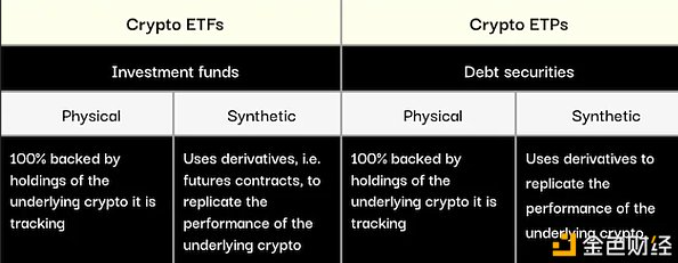 Crypto ETFs
Crypto ETPs
Investment funds
Debt securities
Physical
Synthetic
Physical
Synthetic
100% backed by
holdings of the
underlying crypto it is
tracking
Uses derivatives, i.e.
futures contracts, to
replicate the
performance of the
underlying crypto
100% backed by
holdings of the
underlying crypto it is
tracking
Uses derivatives to
replicate the
performance of the
underlying crypto
金色财经